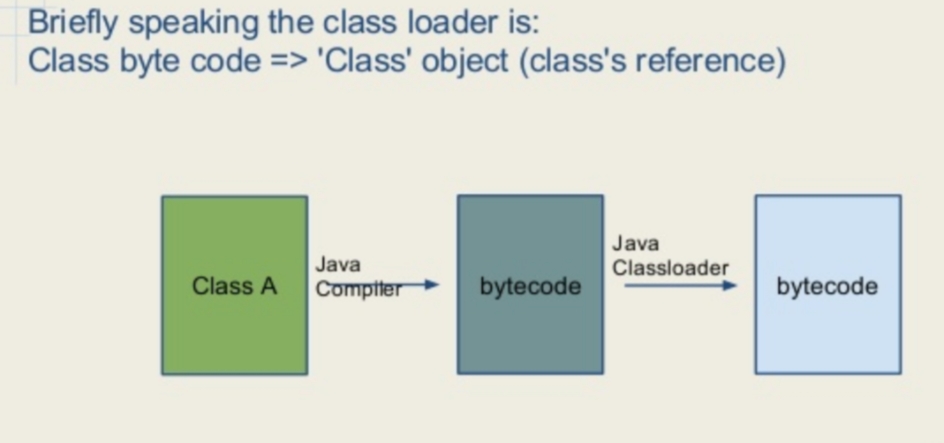 Briefly speaking the class loader is:
Class byte code => 'Class' object (class's reference)
Class A
Java
Compiler
bytecode
Java
Classloader
bytecode